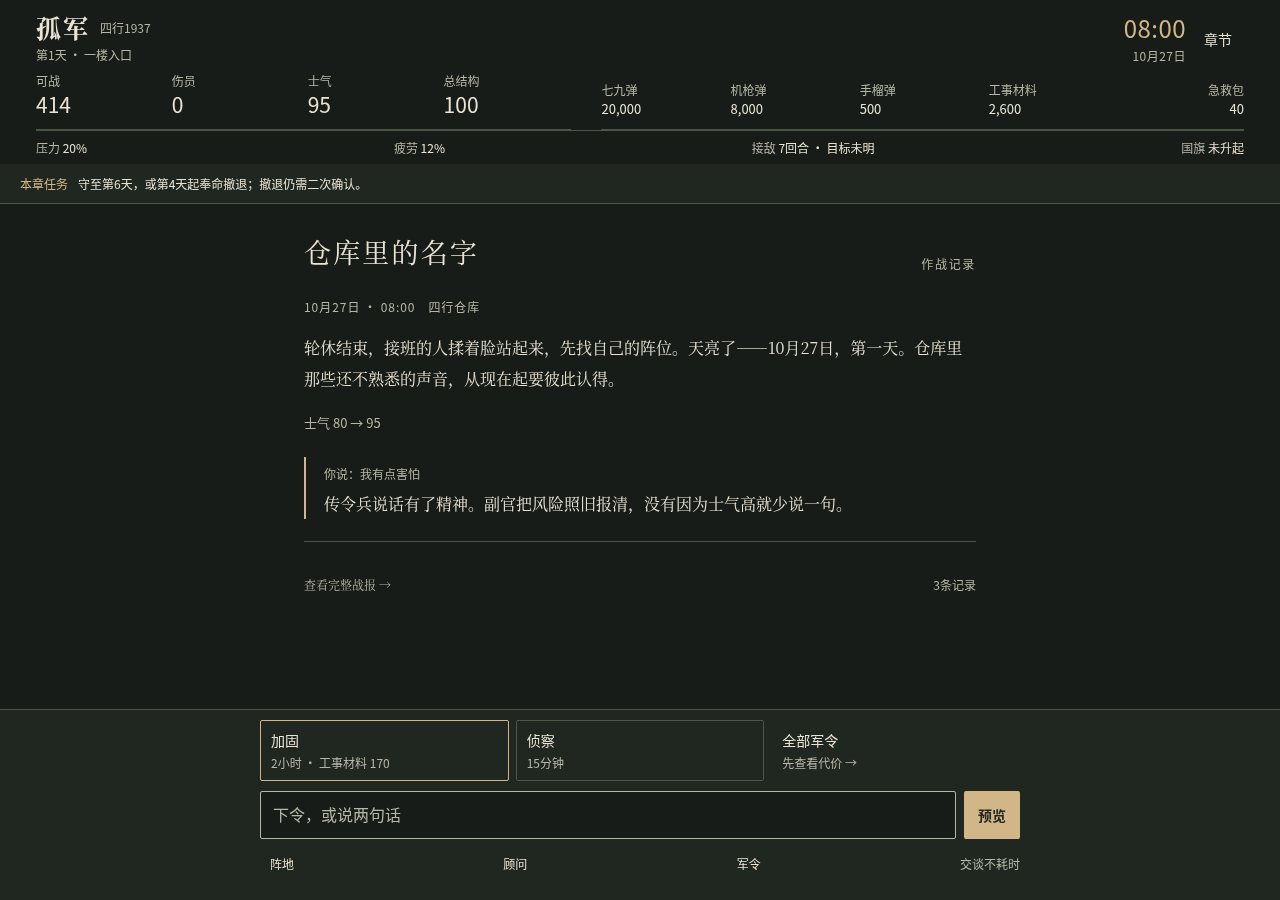 孤军 四行1937
第1天 · 一楼入口
08:00
10月27日
章节
可战 伤员 士气 总结构
414 0 95 100
七九弹 机枪弹 手榴弹 工事材料 急救包
20,000 8,000 500 2,600 40
压力 20% 疲劳 12% 接敌 7回合 · 目标未明 国旗 未升起
本章任务 守至第6天，或第4天起奉命撤退；撤退仍需二次确认。
仓库里的名字
作战记录
10月27日 · 08:00 四行仓库
轮休结束，接班的人揉着脸站起来，先找自己的阵位。天亮了——10月27日，第一天。仓库里
那些还不熟悉的声音，从现在起要彼此认得。
士气 80 → 95
你说：我有点害怕
传令兵说话有了精神。副官把风险照旧报清，没有因为士气高就少说一句。
查看完整战报 → 3条记录
加固 侦察 全部军令
2小时 · 工事材料 170 15分钟 先查看代价 →
下令，或说两句话 预览
阵地 顾问 军令 交谈不耗时